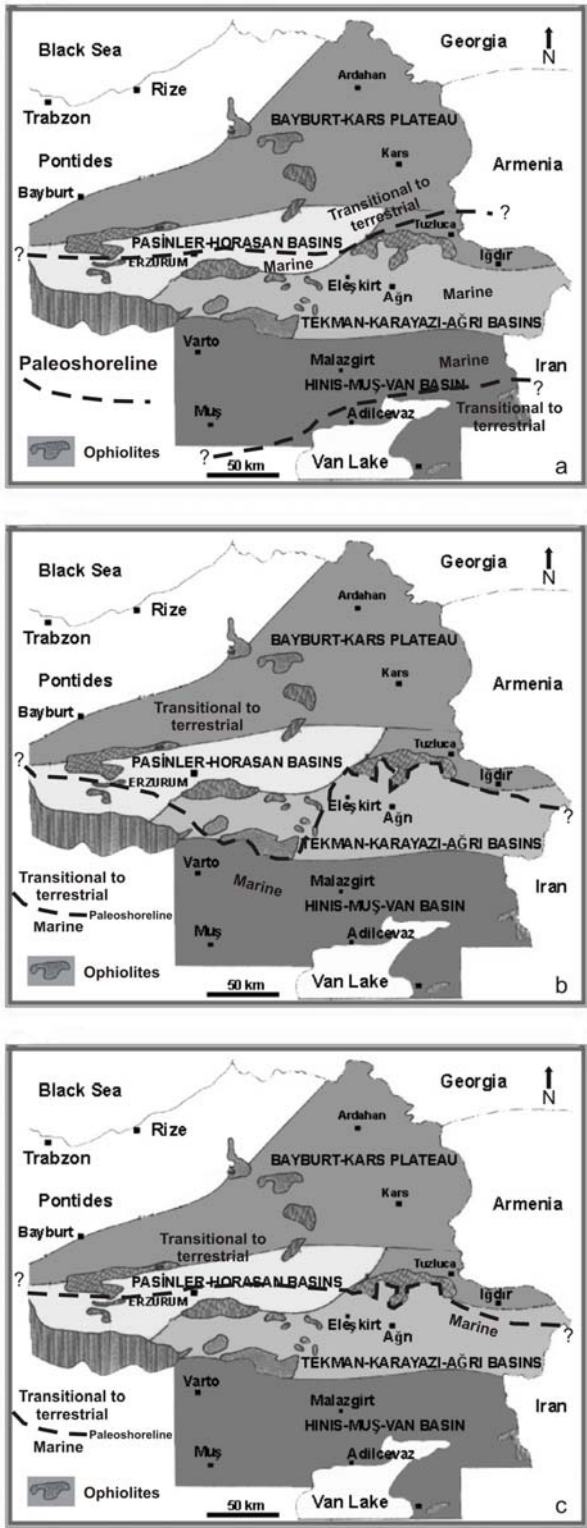 Black Sea
Georgia
N
Ardahan
Rize
Trabzon
BAYBURT-KARS PLATEAU
Pontides
Kars
Armenia
Bayburt
Transitional to
terrestrial
?
Tuzluca
PASİNLER-HORASAN BASINS
?
ERZURUM
Marine
Iğdır
Eleşkirt
Ağrı
Marine
TEKMAN-KARAYAZI-AĞRI BASINS
Varto
Iran
Marine
Paleoshoreline
Malazgirt
HINIS-MUŞ-VAN BASIN
?
Transitional to
terrestrial
Muş
Adilcevaz
?
Ophiolites
50 km
Van Lake
a
Black Sea
Georgia
N
Ardahan
Rize
Trabzon
BAYBURT-KARS PLATEAU
Pontides
Kars
Armenia
Transitional to
terrestrial
Bayburt
Tuzluca
?
PASİNLER-HORASAN BASINS
ERZURUM
Iğdır
Eleşkirt
Ağrı
?
TEKMAN-KARAYAZI-AĞRI BASINS
Varto
Marine
Iran
Malazgirt
Transitional to
terrestrial
HINIS-MUŞ-VAN BASIN
Paleoshoreline
Marine
Muş
Adilcevaz
Ophiolites
50 km
Van Lake
b
Black Sea
Georgia
N
Ardahan
Rize
Trabzon
BAYBURT-KARS PLATEAU
Pontides
Kars
Armenia
Transitional to
terrestrial
Bayburt
Tuzluca
?
PASİNLER-HORASAN BASINS
ERZURUM
Iğdır
Eleşkirt
Ağrı
Marine
?
TEKMAN-KARAYAZI-AĞRI BASINS
Varto
Iran
Malazgirt
Transitional to
terrestrial
HINIS-MUŞ-VAN BASIN
Paleoshoreline
Marine
Muş
Adilcevaz
Ophiolites
50 km
Van Lake
c